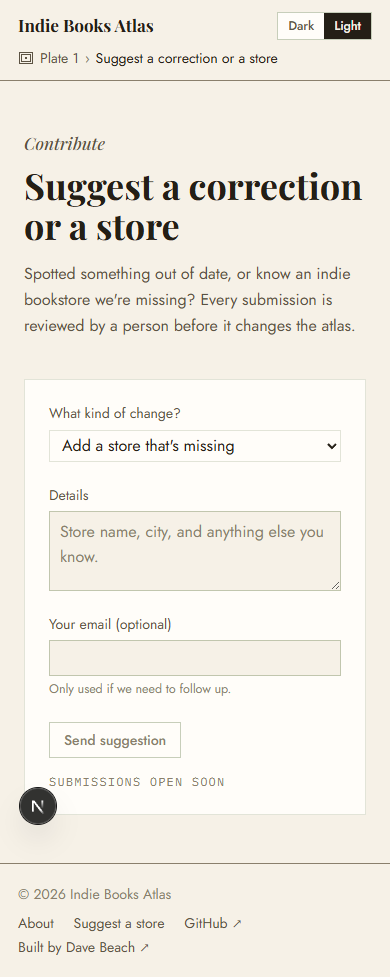 Indie Books Atlas
Dark Light
Plate 1 › Suggest a correction or a store
Contribute
Suggest a correction
or a store
Spotted something out of date, or know an indie
bookstore we're missing? Every submission is
reviewed by a person before it changes the atlas.
What kind of change?
Add a store that's missing
Details
Store name, city, and anything else you
know.
Your email (optional)
Only used if we need to follow up.
Send suggestion
SUBMISSIONS OPEN SOON
N
© 2026 Indie Books Atlas
About Suggest a store GitHub ↗
Built by Dave Beach ↗